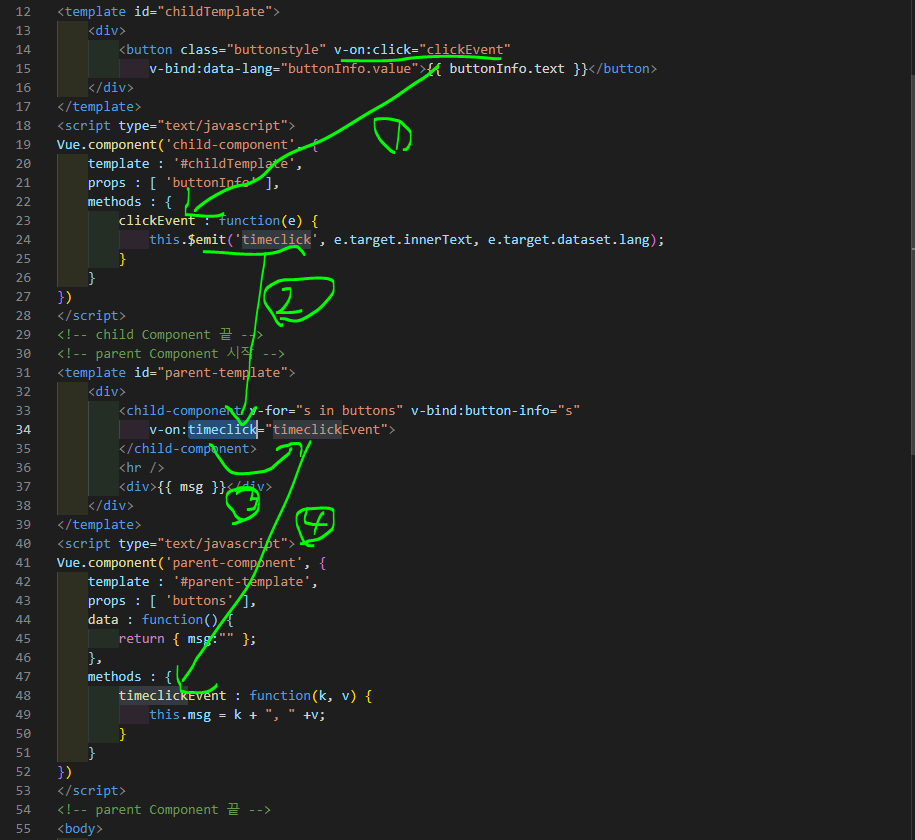 12 <template id="childTemplate">
13 <div>
14 <button class="buttonstyle" v-on:click="clickEvent"
15 v-bind:data-lang="buttonInfo.value">{{ buttonInfo.text }}</button>
16 </div>
17 </template>
18 <script type="text/javascript">
19 Vue.component('child-component', {
①
20 template : '#childTemplate',
21 props : [ 'buttonInfo' ],
22 methods : {
23 clickEvent : function(e) {
24 this.$emit('timeclick', e.target.innerText, e.target.dataset.lang);
25 }
26 }
27 })
②
28 </script>
29 <!-- child Component 끝 -->
30 <!-- parent Component 시작 -->
31 <template id="parent-template">
32 <div>
33 <child-component v-for="s in buttons" v-bind:button-info="s"
34 v-on:timeclick="timeclickEvent">
35 </child-component>
36 <hr />
37 <div>{{ msg }}</div>
③
38 </div>
39 </template>
④
40 <script type="text/javascript">
41 Vue.component('parent-component', {
42 template : '#parent-template',
43 props : [ 'buttons' ],
44 data : function() {
45 return { msg:"" };
46 },
47 methods : {
48 timeclickEvent : function(k, v) {
49 this.msg = k + ", " +v;
50 }
51 }
52 })
53 </script>
54 <!-- parent Component 끝 -->
55 <body>